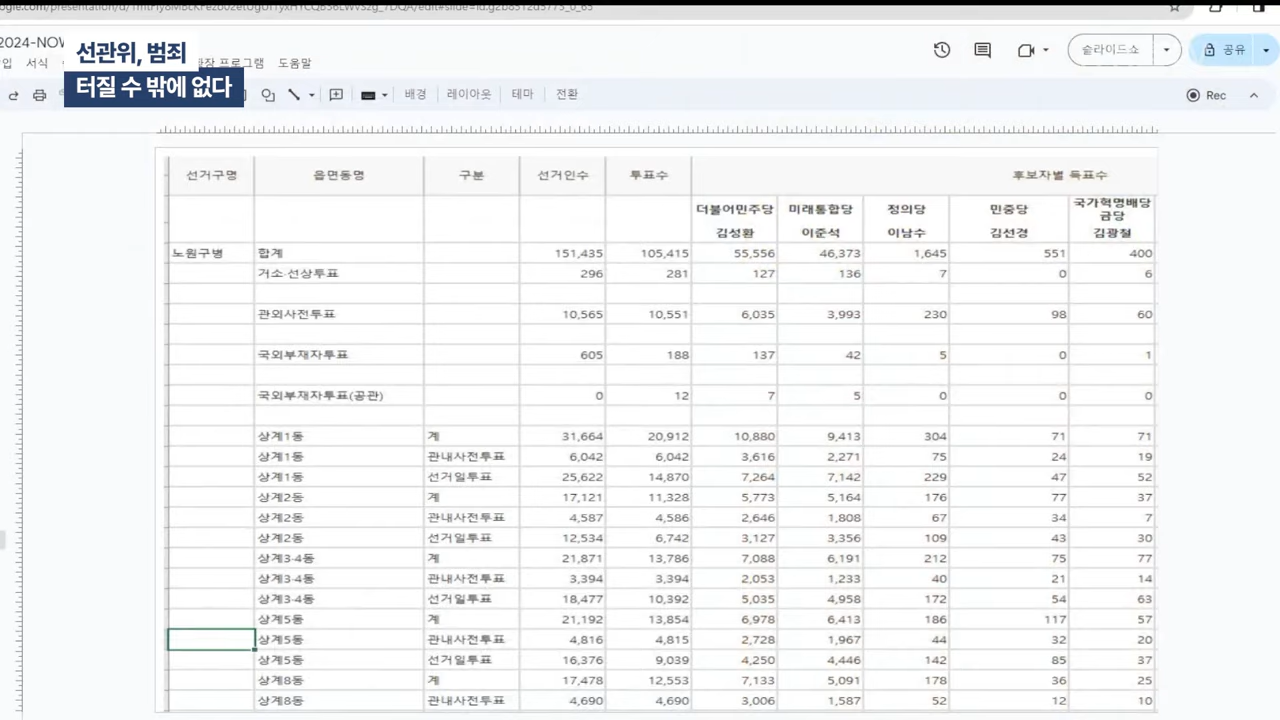 선관위, 범죄
터질 수 밖에 없다
2024-NOV
서식
도움말
슬라이드쇼
공유
배경 레이아웃 테마 전환
Rec
선거구명 읍면동명 구분 선거인수 투표수 후보자별 득표수
더불어민주당 미래통합당 정의당 민중당 국가혁명배당
금당
김성환 이준석 이남수 김선경 김광철
노원구병 합계 151,435 105,415 55,556 46,373 1,645 551 400
거소·선상투표 296 281 127 136 7 0 6
관외사전투표 10,565 10,551 6,035 3,993 230 98 60
국외부재자투표 605 188 137 42 5 0 1
국외부재자투표(공관) 0 12 7 5 0 0 0
상계1동 계 31,664 20,912 10,880 9,413 304 71 71
상계1동 관내사전투표 6,042 6,042 3,616 2,271 75 24 19
상계1동 선거일투표 25,622 14,870 7,264 7,142 229 47 52
상계2동 계 17,121 11,328 5,773 5,164 176 77 37
상계2동 관내사전투표 4,587 4,586 2,646 1,808 67 34 7
상계2동 선거일투표 12,534 6,742 3,127 3,356 109 43 30
상계3·4동 계 21,871 13,786 7,088 6,191 212 75 77
상계3·4동 관내사전투표 3,394 3,394 2,053 1,233 40 21 14
상계3·4동 선거일투표 18,477 10,392 5,035 4,958 172 54 63
상계5동 계 21,192 13,854 6,978 6,413 186 117 57
상계5동 관내사전투표 4,816 4,815 2,728 1,967 44 32 20
상계5동 선거일투표 16,376 9,039 4,250 4,446 142 85 37
상계8동 계 17,478 12,553 7,133 5,091 178 36 25
상계8동 관내사전투표 4,690 4,690 3,006 1,587 52 12 10